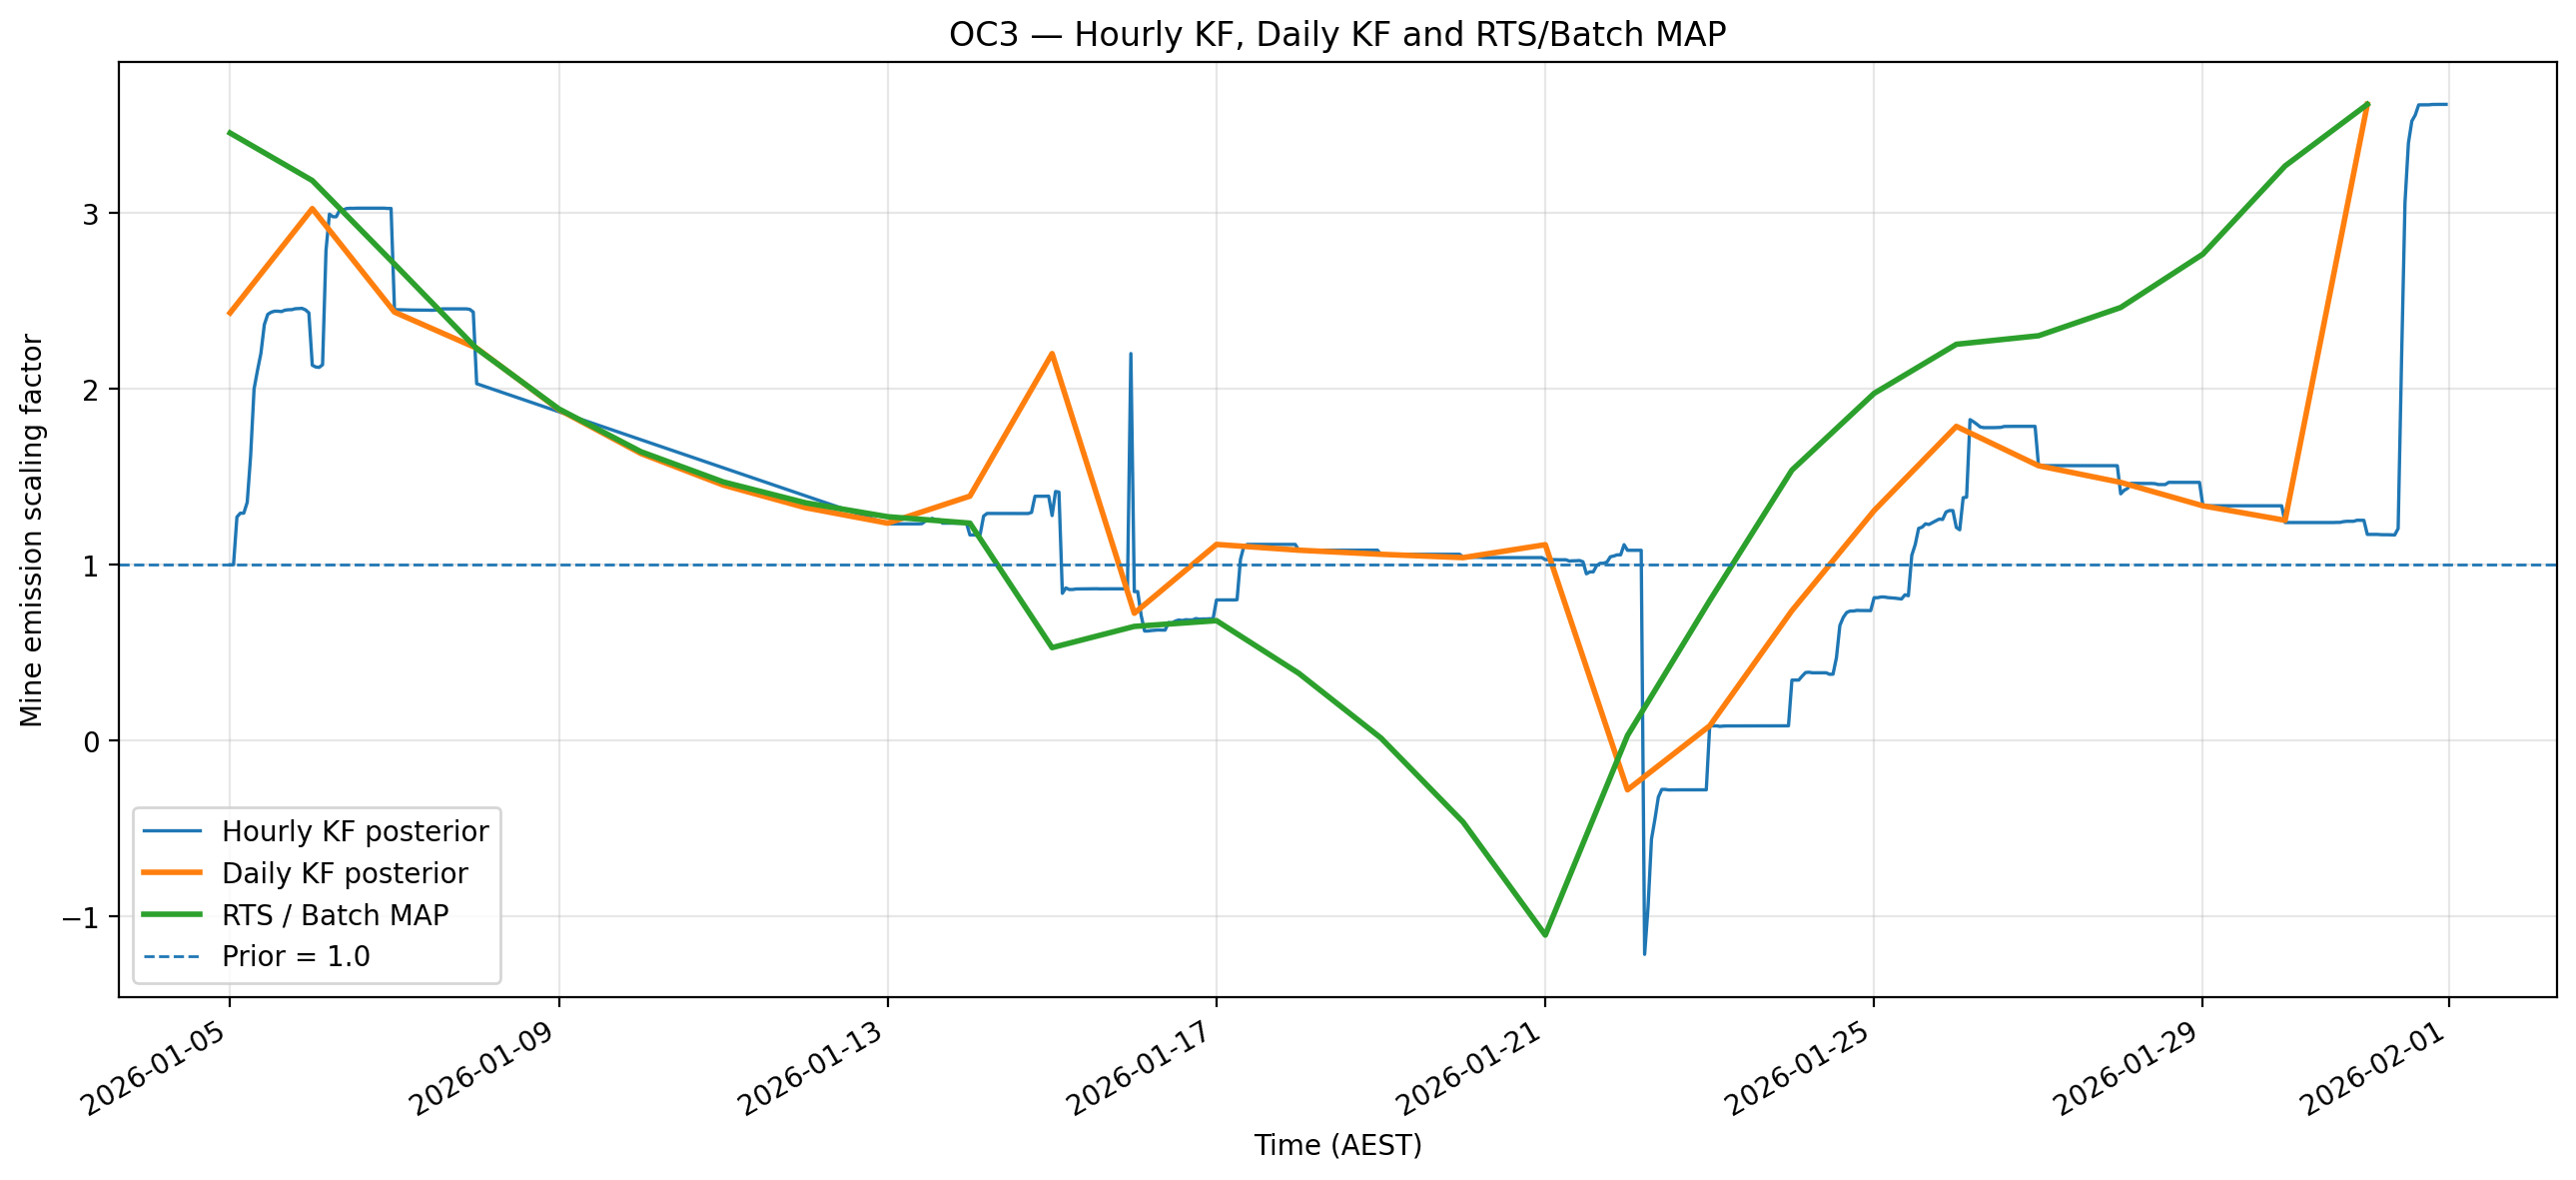 OC3 — Hourly KF, Daily KF and RTS/Batch MAP
Mine emission scaling factor
3
2
1
0
−1
Hourly KF posterior
Daily KF posterior
RTS / Batch MAP
Prior = 1.0
2026-01-05
2026-01-09
2026-01-13
2026-01-17
2026-01-21
2026-01-25
2026-01-29
2026-02-01
Time (AEST)